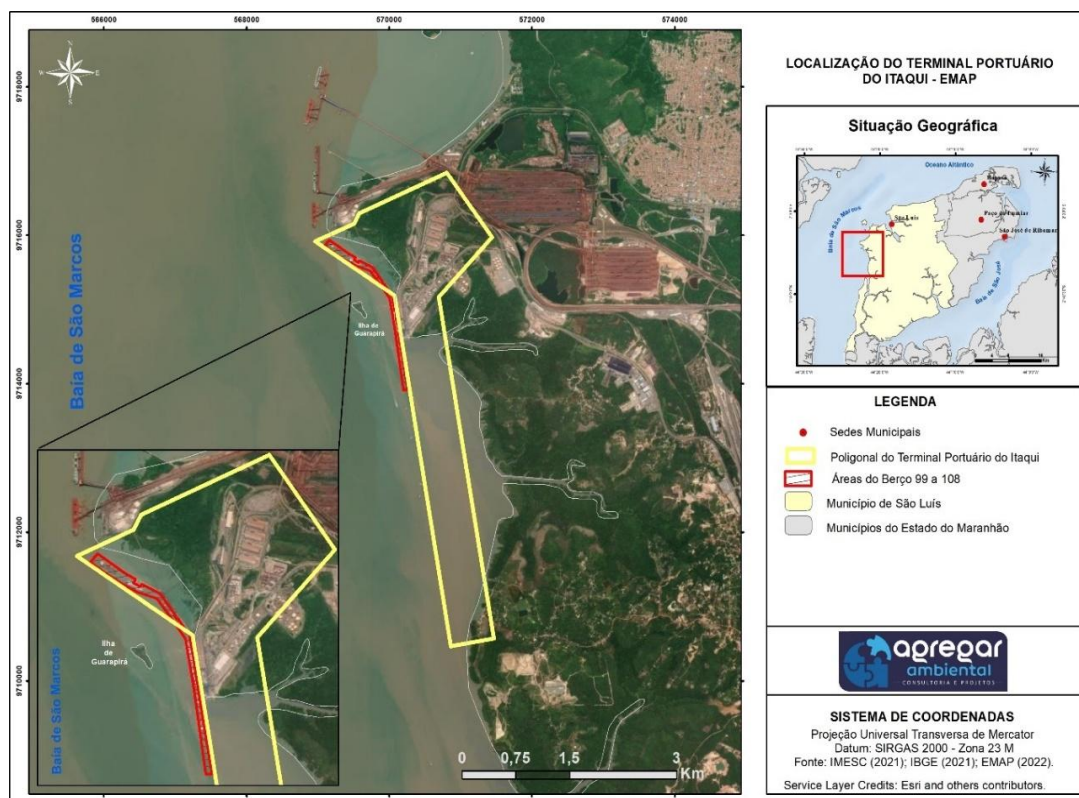 566000
568000
570000
572000
574000
9718000
9716000
9714000
9712000
9710000
N
E
S
Baia de São Marcos
Ilha de
Guarapirá
Ilha
de
Guarapirá
Baia de São Marcos
0 0,75 1,5 3
Km
LOCALIZAÇÃO DO TERMINAL PORTUÁRIO
DO ITAQUI - EMAP
Situação Geográfica
Oceano Atlântico
Baia de São Marcos
São Luís
Paço do Lumiar
São José de Ribamar
Baia de São José
LEGENDA
Sedes Municipais
Poligonal do Terminal Portuário do Itaqui
Áreas do Berço 99 a 108
Município de São Luís
Municípios do Estado do Maranhão
agregar
ambiental
CONSULTORIA E PROJETOS
SISTEMA DE COORDENADAS
Projeção Universal Transversa de Mercator
Datum: SIRGAS 2000 - Zona 23 M
Fonte: IMESC (2021); IBGE (2021); EMAP (2022).
Service Layer Credits: Esri and others contributors.